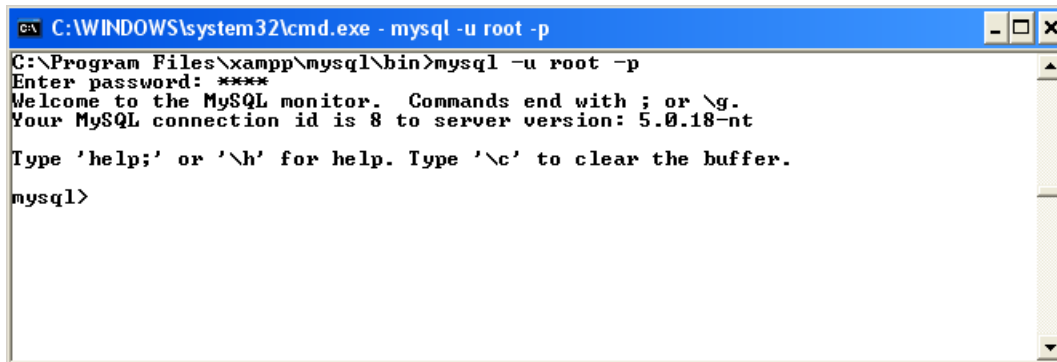 C:\WINDOWS\system32\cmd.exe - mysql -u root -p
C:\Program Files\xampp\mysql\bin>mysql -u root -p
Enter password: ****
Welcome to the MySQL monitor.  Commands end with ; or \g.
Your MySQL connection id is 8 to server version: 5.0.18-nt
Type 'help;' or '\h' for help. Type '\c' to clear the buffer.
mysql>